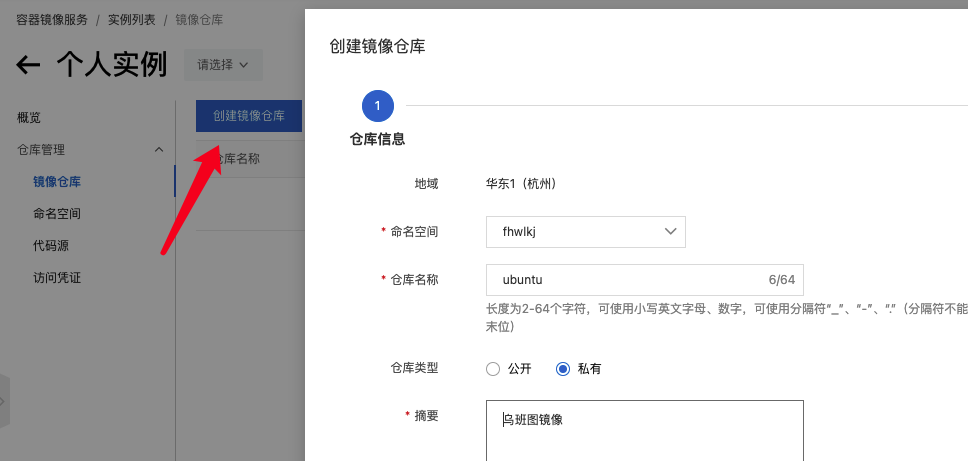 容器镜像服务 / 实例列表 / 镜像仓库
个人实例
请选择
概览
仓库管理
镜像仓库
命名空间
代码源
访问凭证
创建镜像仓库
仓库名称
创建镜像仓库
1
仓库信息
地域 华东1（杭州）
* 命名空间 fhwlkj
* 仓库名称 ubuntu 6/64
长度为2-64个字符，可使用小写英文字母、数字，可使用分隔符“_”、“-”、“.”（分隔符不能
末位）
仓库类型 公开 私有
* 摘要 乌班图镜像